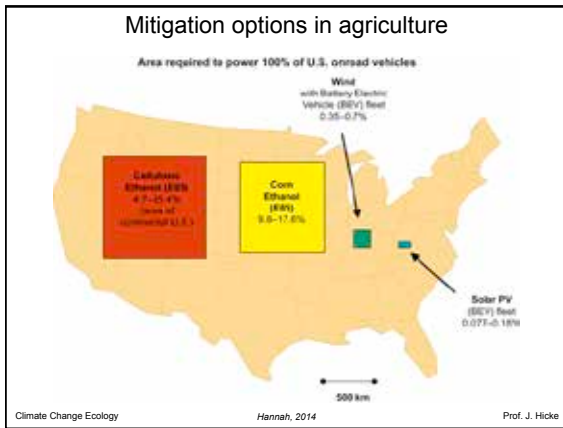 Mitigation options in agriculture
Area required to power 100% of U.S. onroad vehicles
Wind
with Battery Electric
Vehicle (BEV) fleet
0.35–0.7%
Cellulosic
Ethanol (E85)
4.7–35.4%
(area of
continental U.S.)
Corn
Ethanol
(E85)
9.8–17.6%
Solar PV
(BEV) fleet
0.077–0.18%
500 km
Climate Change Ecology
Hannah, 2014
Prof. J. Hicke